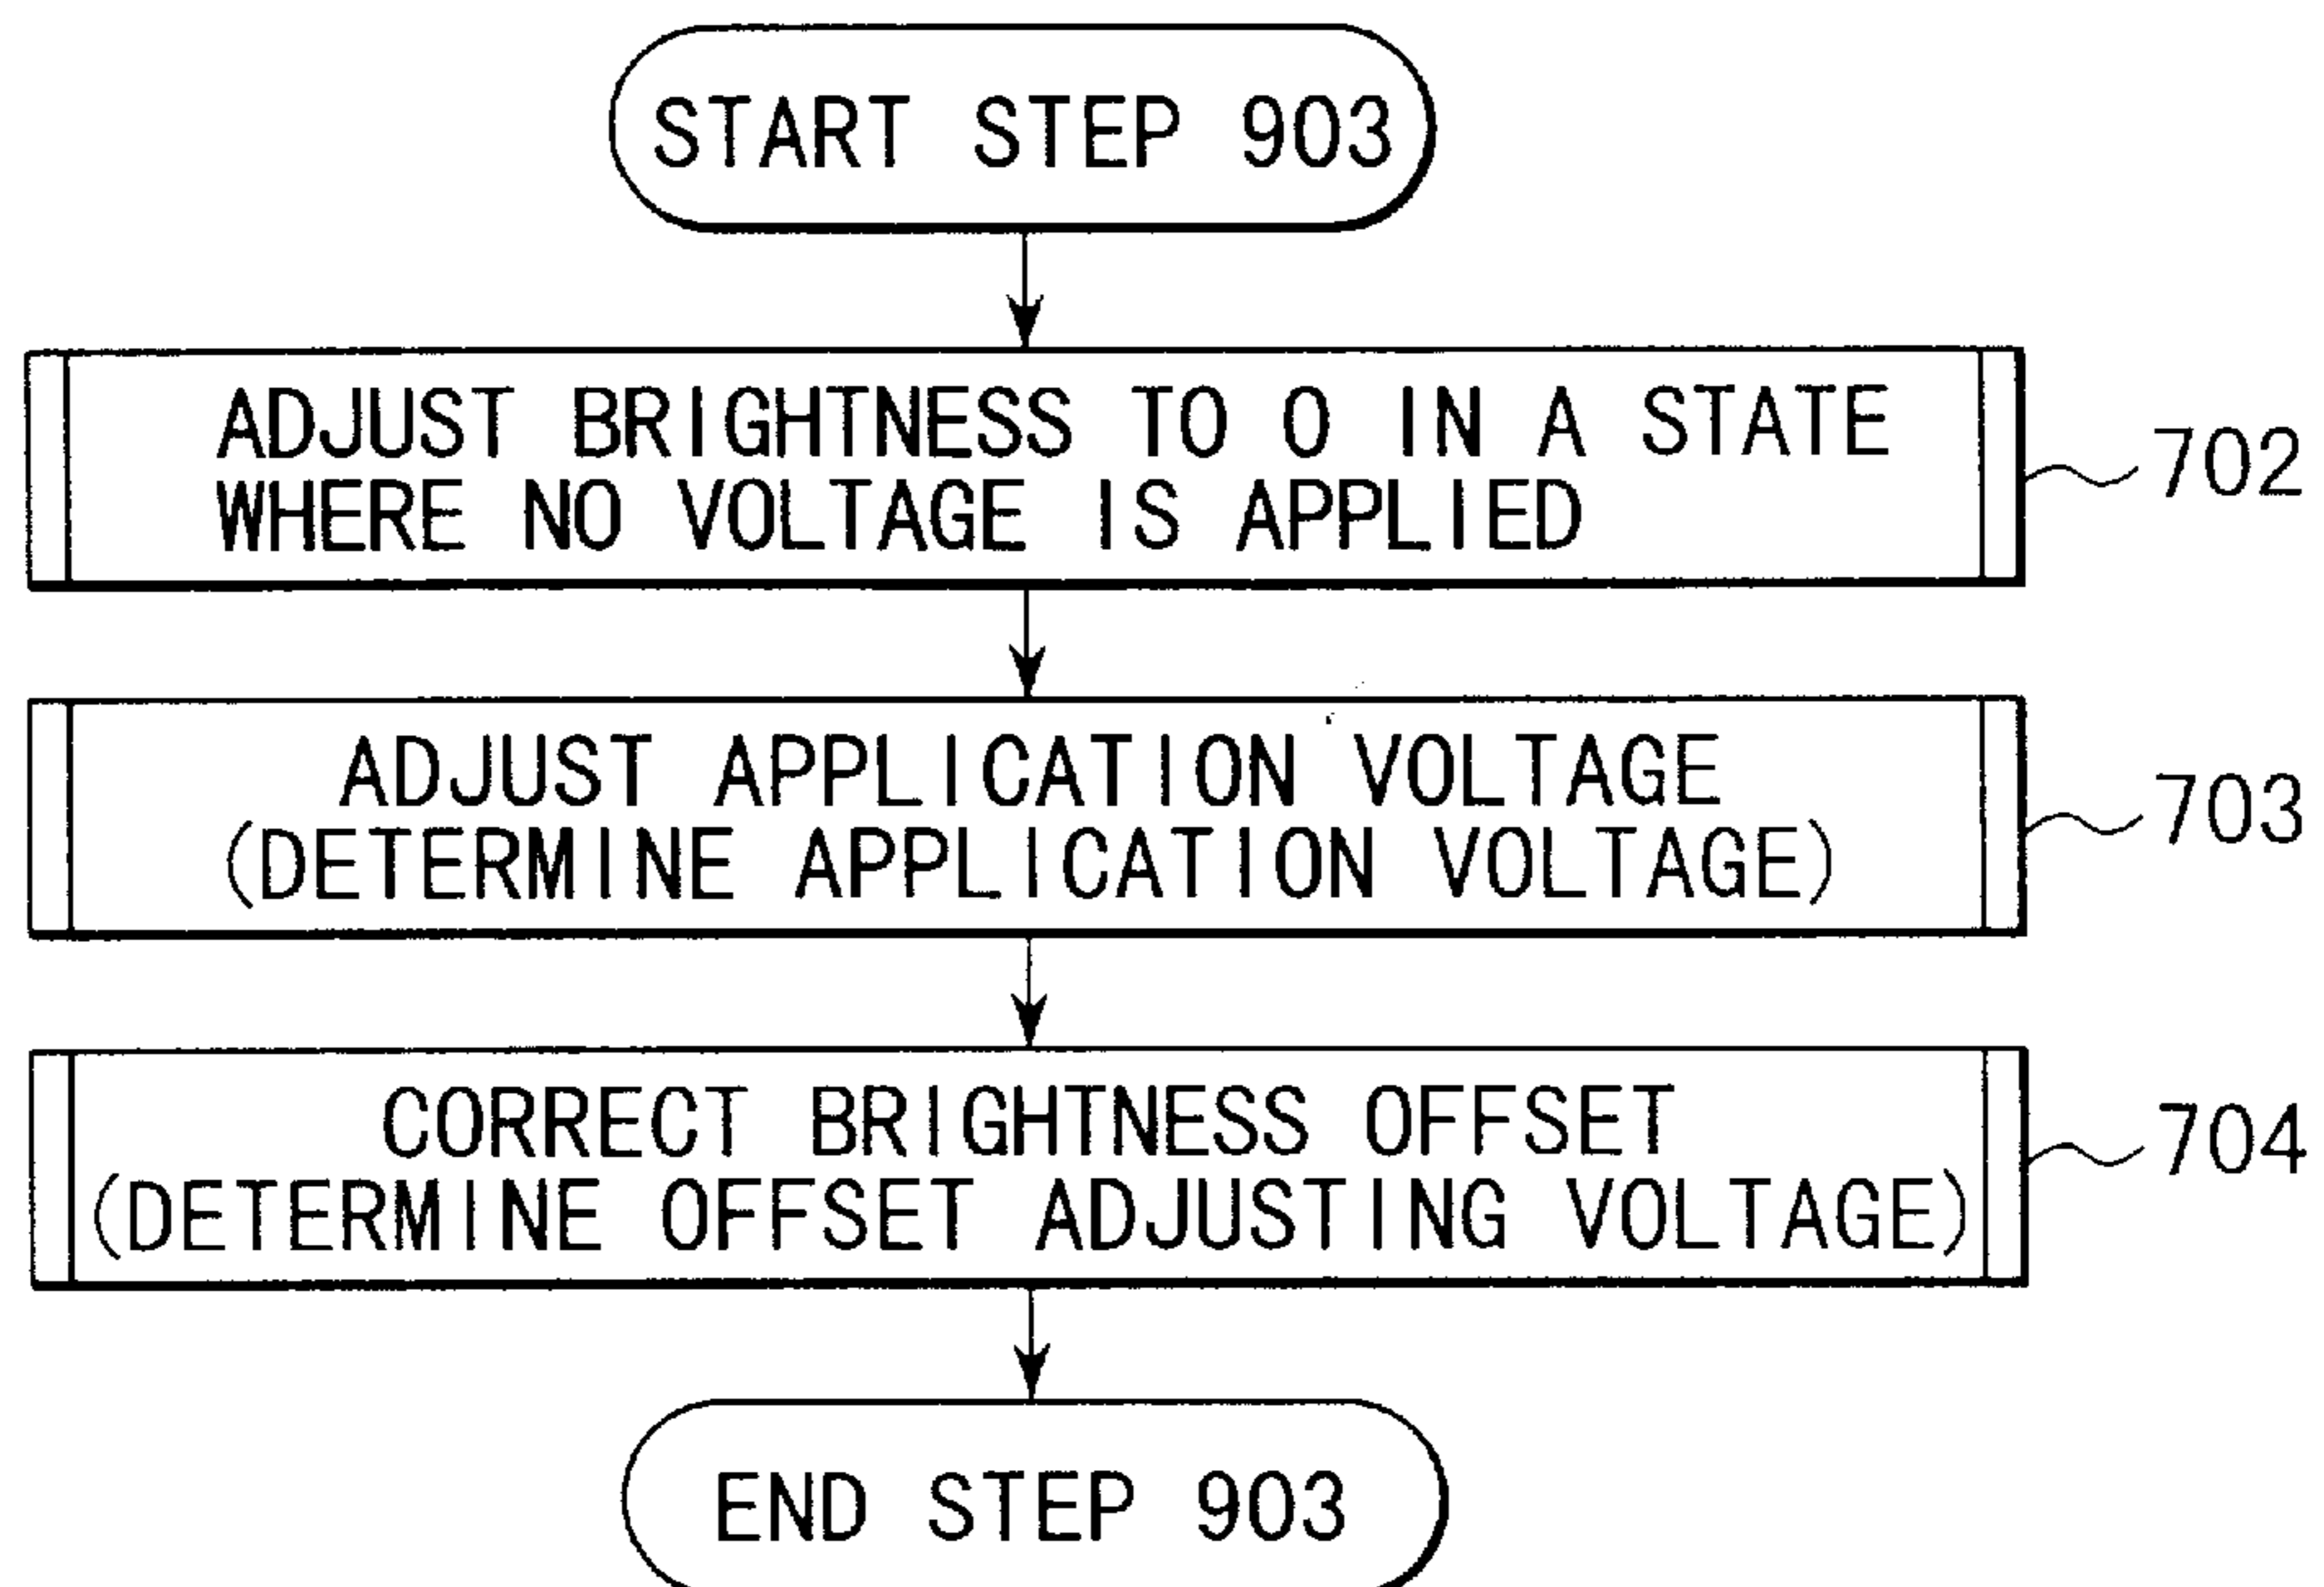 START STEP 903
ADJUST BRIGHTNESS TO 0 IN A STATE
WHERE NO VOLTAGE IS APPLIED
702
ADJUST APPLICATION VOLTAGE
(DETERMINE APPLICATION VOLTAGE)
703
CORRECT BRIGHTNESS OFFSET
(DETERMINE OFFSET ADJUSTING VOLTAGE)
704
END STEP 903